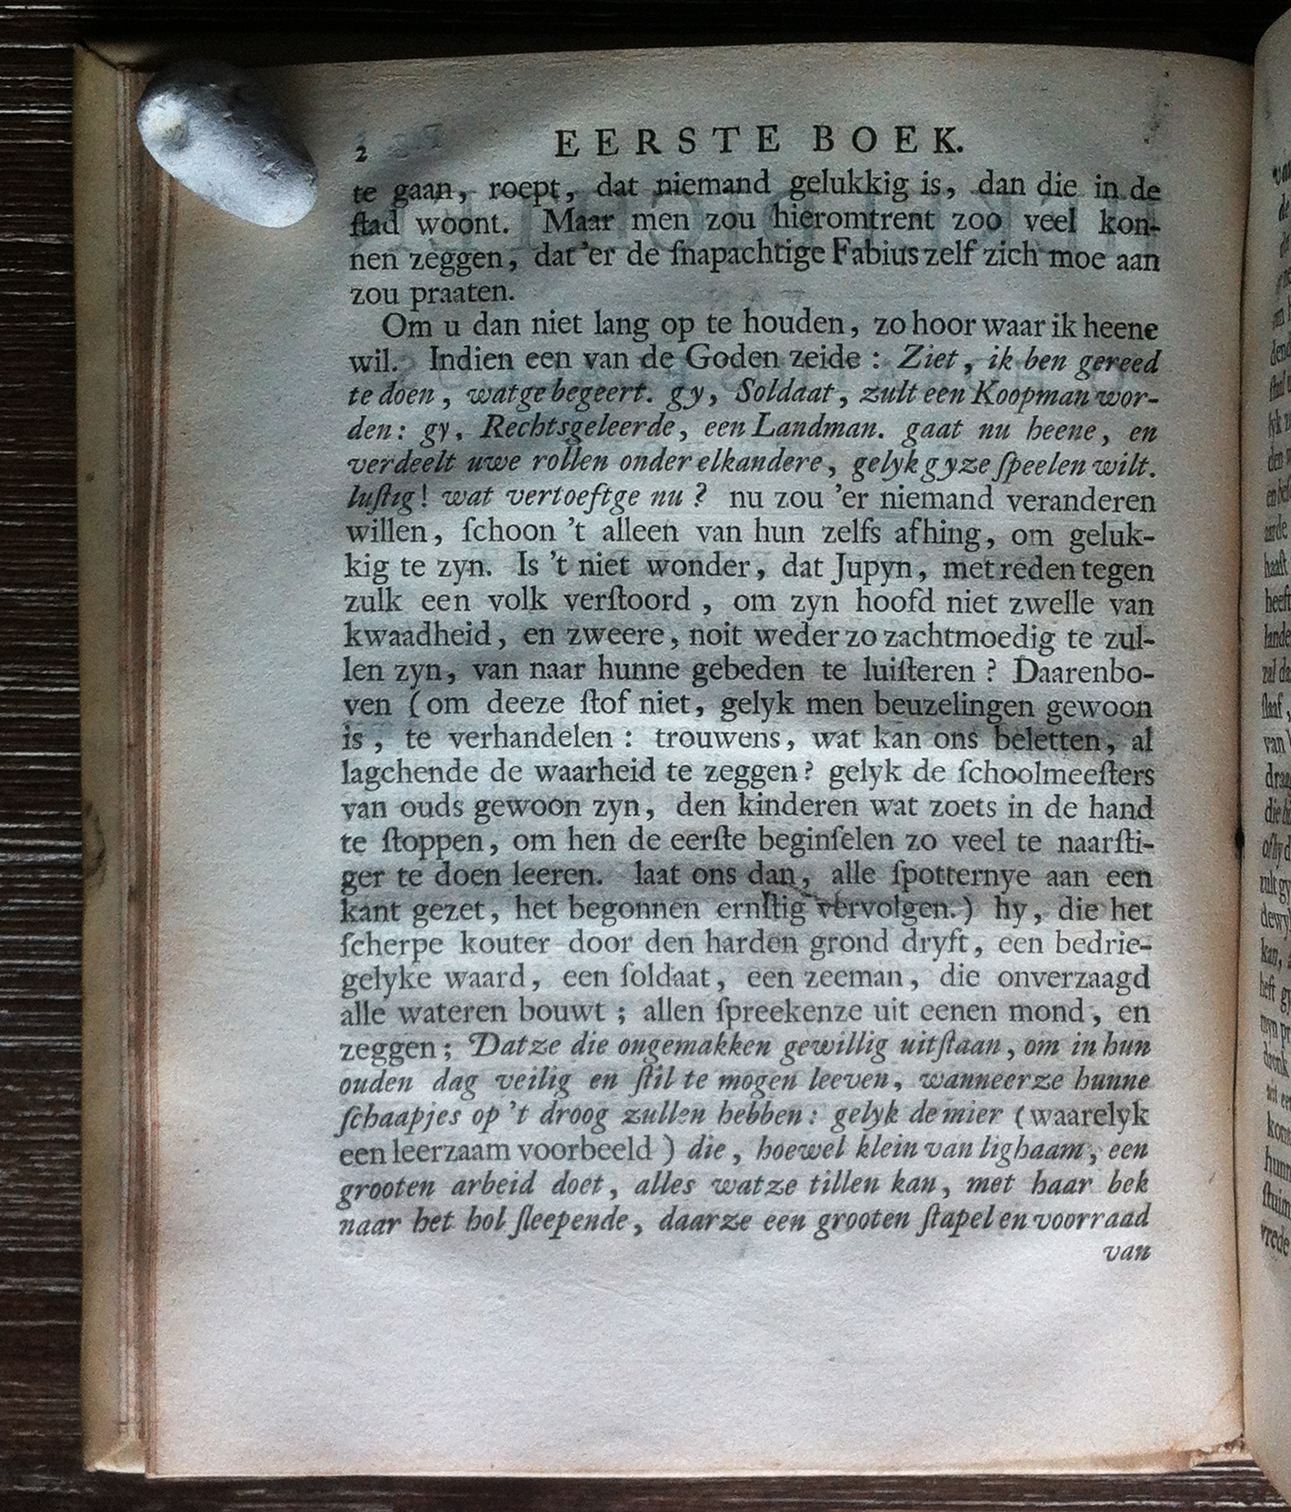 2 EERSTE BOEK.
te gaan, roept, dat niemand gelukkig is, dan die in de
ſtad woont. Maar men zou hieromtrent zoo veel kon-
nen zeggen, dat 'er de ſnapachtige Fabius zelf zich moe aan
zou praaten.
Om u dan niet lang op te houden, zo hoor waar ik heene
wil. Indien een van de Goden zeide: Ziet, ik ben gereed
te doen, wat ge begeert. gy, Soldaat, zult een Koopman wor-
den: gy, Rechtsgeleerde, een Landman. gaat nu heene, en
verdeelt uwe rollen onder elkandere, gelyk gyze ſpeelen wilt.
luſtig! wat vertoeftge nu? nu zou 'er niemand veranderen
willen, ſchoon 't alleen van hun zelfs afhing, om geluk-
kig te zyn. Is 't niet wonder, dat Jupyn, met reden tegen
zulk een volk verſtoord, om zyn hoofd niet zwelle van
kwaadheid, en zweere, noit weder zo zachtmoedig te zul-
len zyn, van naar hunne gebeden te luiſteren? Daarenbo-
ven (om deeze ſtof niet, gelyk men beuzelingen gewoon
is, te verhandelen: trouwens, wat kan ons beletten, al
lagchende de waarheid te zeggen? gelyk de ſchoolmeeſters
van ouds gewoon zyn, den kinderen wat zoets in de hand
te ſtoppen, om hen de eerſte beginſelen zo veel te naarſti-
ger te doen leeren. laat ons dan, alle ſpotternye aan een
kant gezet, het begonnen ernſtig vervolgen.) hy, die het
ſcherpe kouter door den harden grond dryft, een bedrie-
gelyke waard, een ſoldaat, een zeeman, die onverzaagd
alle wateren bouwt; allen ſpreekenze uit eenen mond, en
zeggen; Datze die ongemakken gewillig uitſtaan, om in hun
ouden dag veilig en ſtil te mogen leeven, wanneerze hunne
ſchaapjes op 't droog zullen hebben: gelyk de mier (waarelyk
een leerzaam voorbeeld) die, hoewel klein van lighaam, een
grooten arbeid doet, alles watze tillen kan, met haar bek
naar het hol ſleepende, daarze een grooten ſtapel en voorraad
van